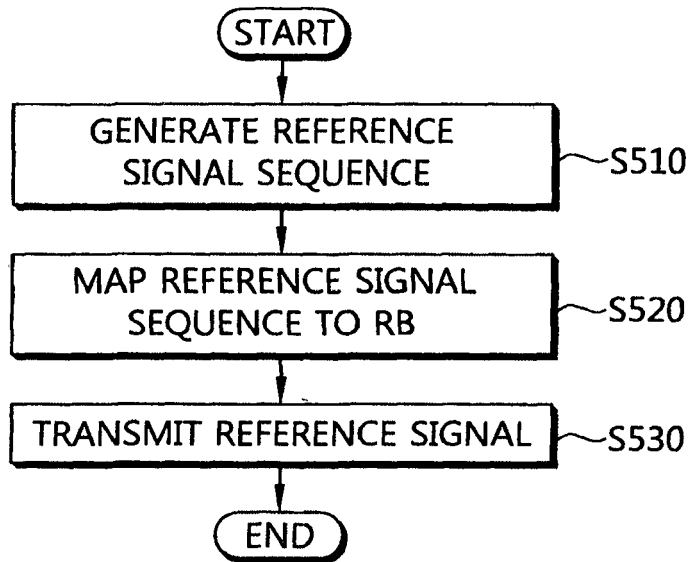 START
GENERATE REFERENCE
SIGNAL SEQUENCE
S510
MAP REFERENCE SIGNAL
SEQUENCE TO RB
S520
TRANSMIT REFERENCE SIGNAL
S530
END